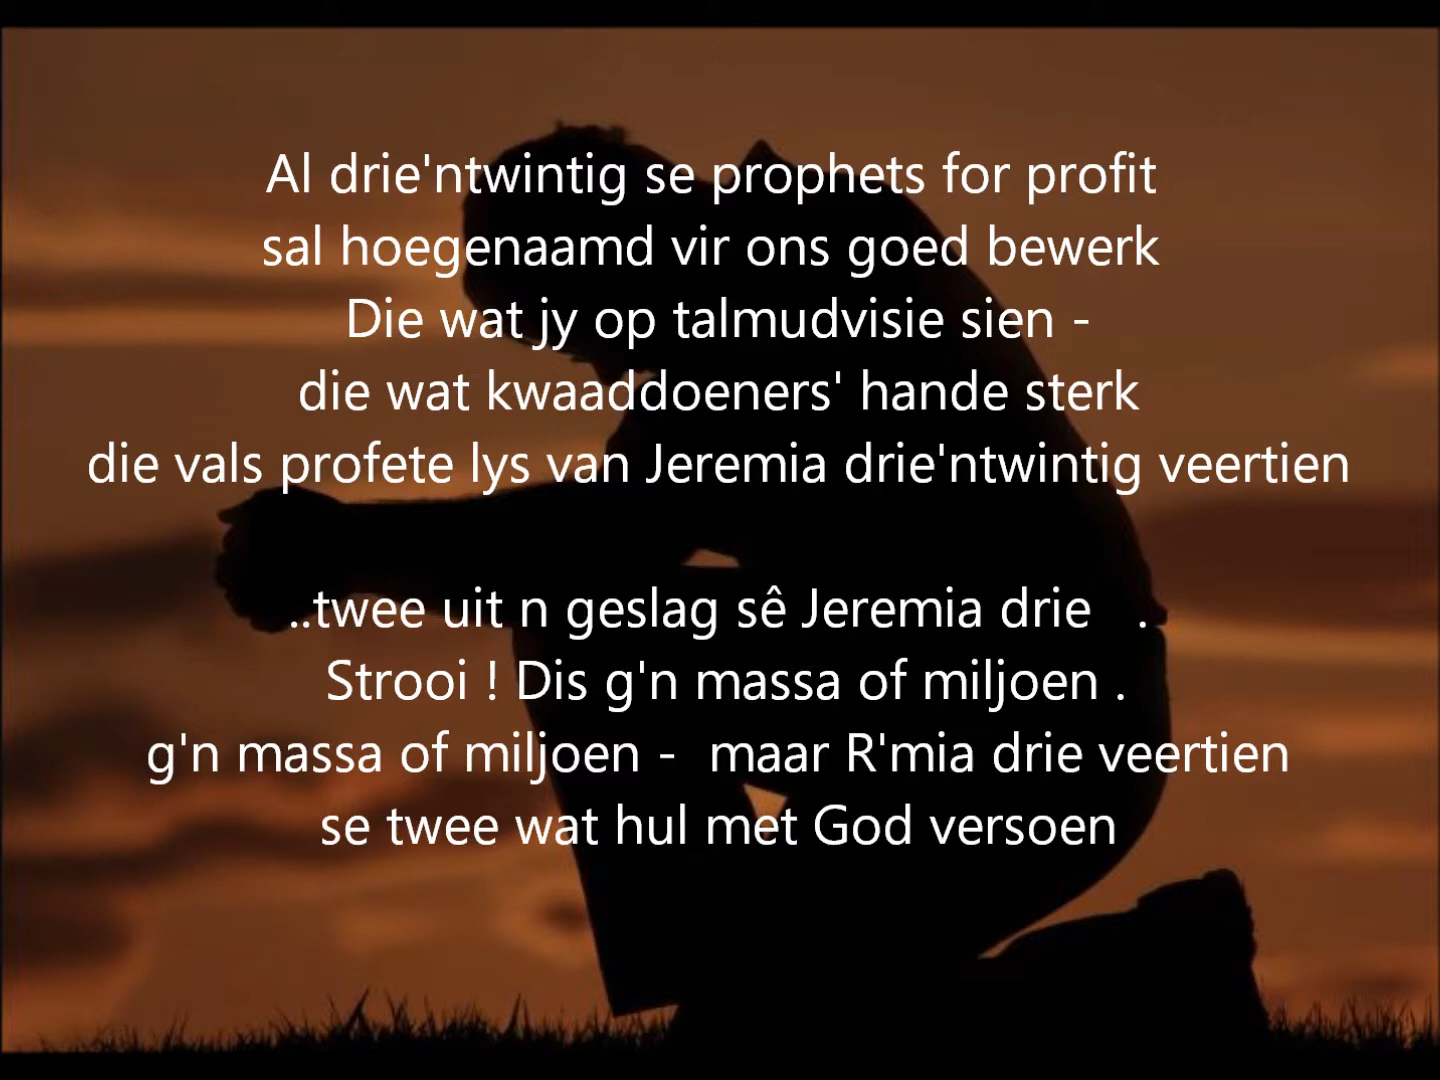 Al drie'ntwintig se prophets for profit
sal hoegenaamd vir ons goed bewerk
Die wat jy op talmudvisie sien -
die wat kwaaddoeners' hande sterk
die vals profete lys van Jeremia drie'ntwintig veertien
..twee uit n geslag sê Jeremia drie .
Strooi ! Dis g'n massa of miljoen .
g'n massa of miljoen - maar R'mia drie veertien
se twee wat hul met God versoen